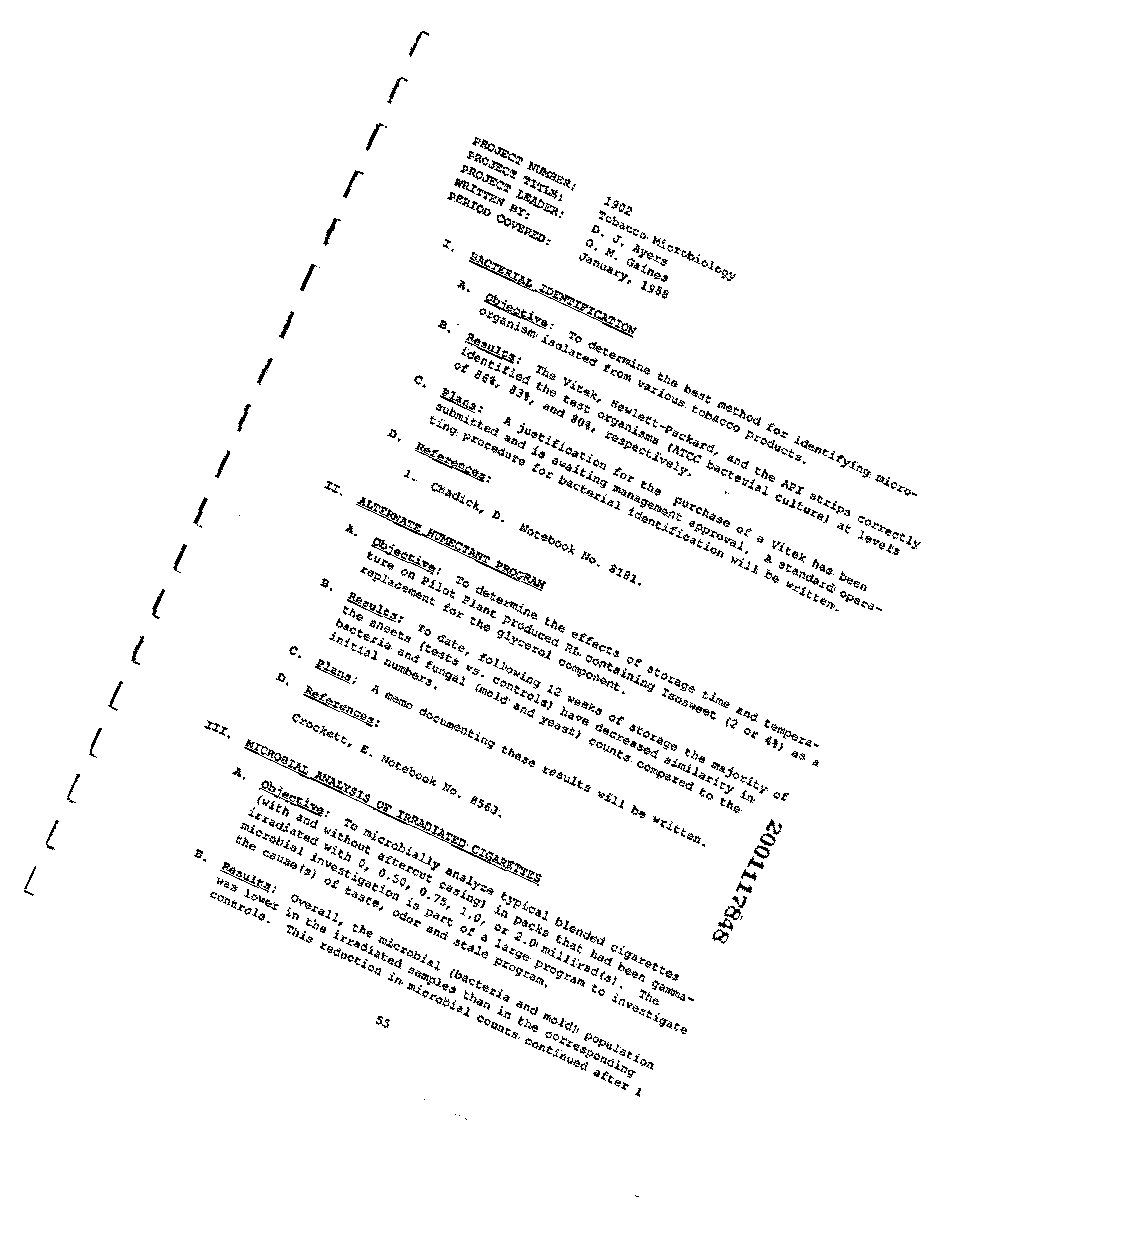 PROJECT NUMBER: 1902
PROJECT TITLE: Tobacco Microbiology
PROJECT LEADER: D. J. Ayers
WRITTEN BY: G. M. Gaines
PERIOD COVERED: January, 1988
I. BACTERIAL IDENTIFICATION
A. Objective: To determine the best method for identifying micro-
organism isolated from various tobacco products.
B. Results: The Vitek, Hewlett-Packard, and the API strips correctly
identified the test organisms (ATCC bacterial culture) at levels
of 86%, 83%, and 80%, respectively.
C. Plans: A justification for the purchase of a Vitek has been
submitted and is awaiting management approval. A standard opera-
ting procedure for bacterial identification will be written.
D. References:
1. Chadick, D. Notebook No. 8181.
II. ALTERNATE HUMECTANT PROGRAM
A. Objective: To determine the effects of storage time and tempera-
ture on Pilot Plant produced RL containing Isosweet (2 or 4%) as a
replacement for the glycerol component.
B. Results: To date, following 12 weeks of storage the majority of
the sheets (tests vs. controls) have decreased similarity in
bacteria and fungal (mold and yeast) counts compared to the
initial numbers.
C. Plans: A memo documenting these results will be written.
D. References:
Crockett, E. Notebook No. 8563.
III. MICROBIAL ANALYSIS OF IRRADIATED CIGARETTES
A. Objective: To microbially analyze typical blended cigarettes
(with and without aftercut casing) in packs that had been gamma-
irradiated with 0, 0.50, 0.75, 1.0, or 2.0 millirad(s). The
microbial investigation is part of a large program to investigate
the cause(s) of taste, odor and stale program.
B. Results: Overall, the microbial (bacteria and mold) population
was lower in the irradiated samples than in the corresponding
controls. This reduction in microbial counts continued after 1
53
2001117848